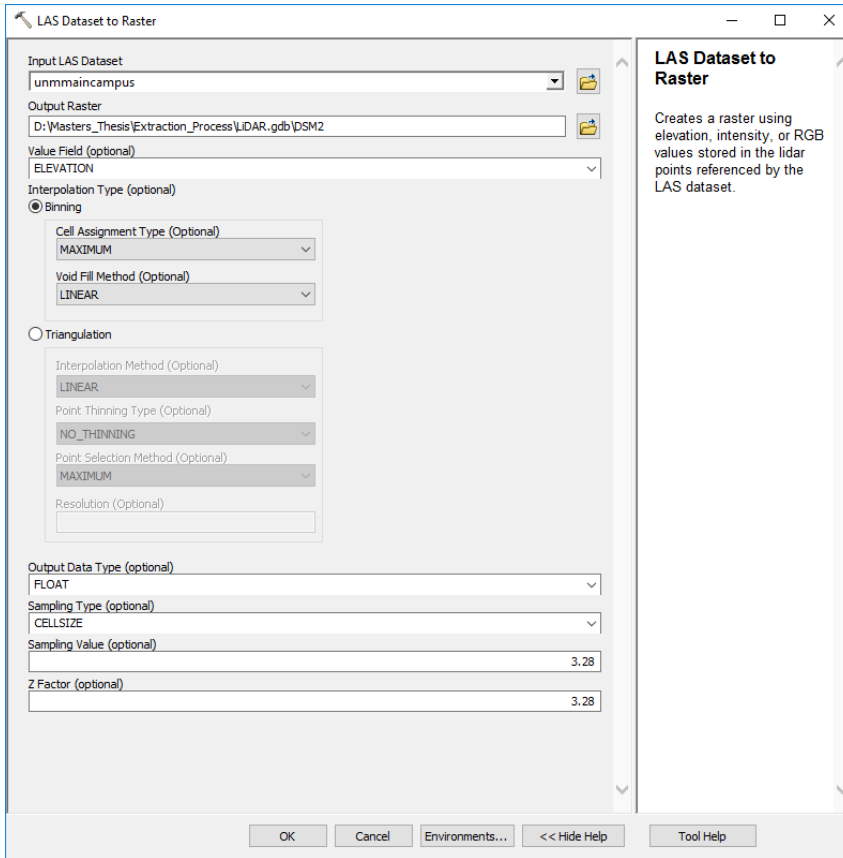 LAS Dataset to Raster
Input LAS Dataset
unmmaincampus
Output Raster
D:\Masters_Thesis\Extraction_Process\LiDAR.gdb\DSM2
Value Field (optional)
ELEVATION
Interpolation Type (optional)
Binning
Cell Assignment Type (Optional)
MAXIMUM
Void Fill Method (Optional)
LINEAR
Triangulation
Interpolation Method (Optional)
LINEAR
Point Thinning Type (Optional)
NO_THINNING
Point Selection Method (Optional)
MAXIMUM
Resolution (Optional)
Output Data Type (optional)
FLOAT
Sampling Type (optional)
CELLSIZE
Sampling Value (optional)
3.28
Z Factor (optional)
3.28
LAS Dataset to
Raster
Creates a raster using
elevation, intensity, or RGB
values stored in the lidar
points referenced by the
LAS dataset.
OK Cancel Environments... << Hide Help Tool Help